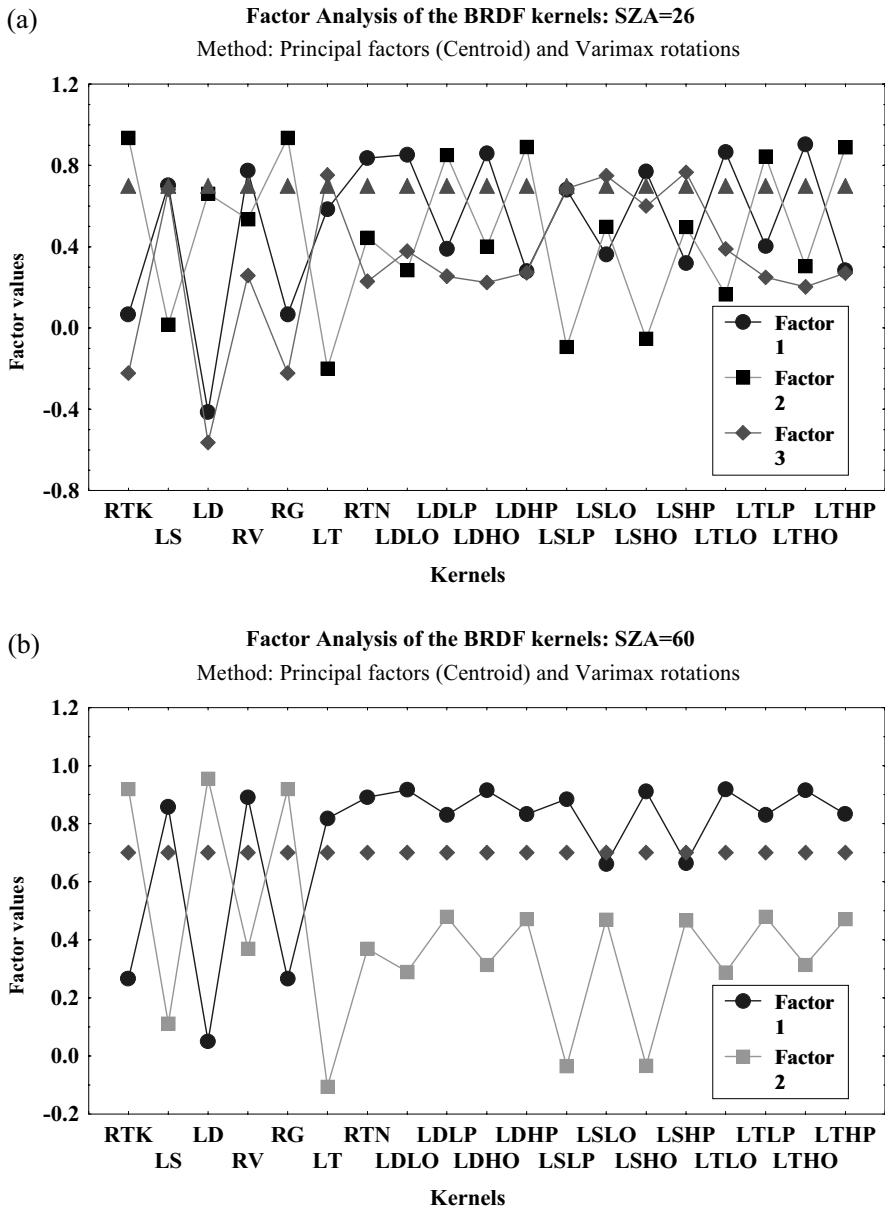 (a)
Factor Analysis of the BRDF kernels: SZA=26
Method: Principal factors (Centroid) and Varimax rotations
Factor values
1.2
0.8
0.4
0.0
-0.4
-0.8
Factor 1
Factor 2
Factor 3
RTK LD RG RTN LDLP LDHP LSLO LSHP LTLP LTHP
LS RV LT LDLO LDHO LSLP LSHO LTLO LTHO
Kernels
(b)
Factor Analysis of the BRDF kernels: SZA=60
Method: Principal factors (Centroid) and Varimax rotations
Factor values
1.2
1.0
0.8
0.6
0.4
0.2
0.0
-0.2
Factor 1
Factor 2
RTK LD RG RTN LDLP LDHP LSLO LSHP LTLP LTHP
LS RV LT LDLO LDHO LSLP LSHO LTLO LTHO
Kernels